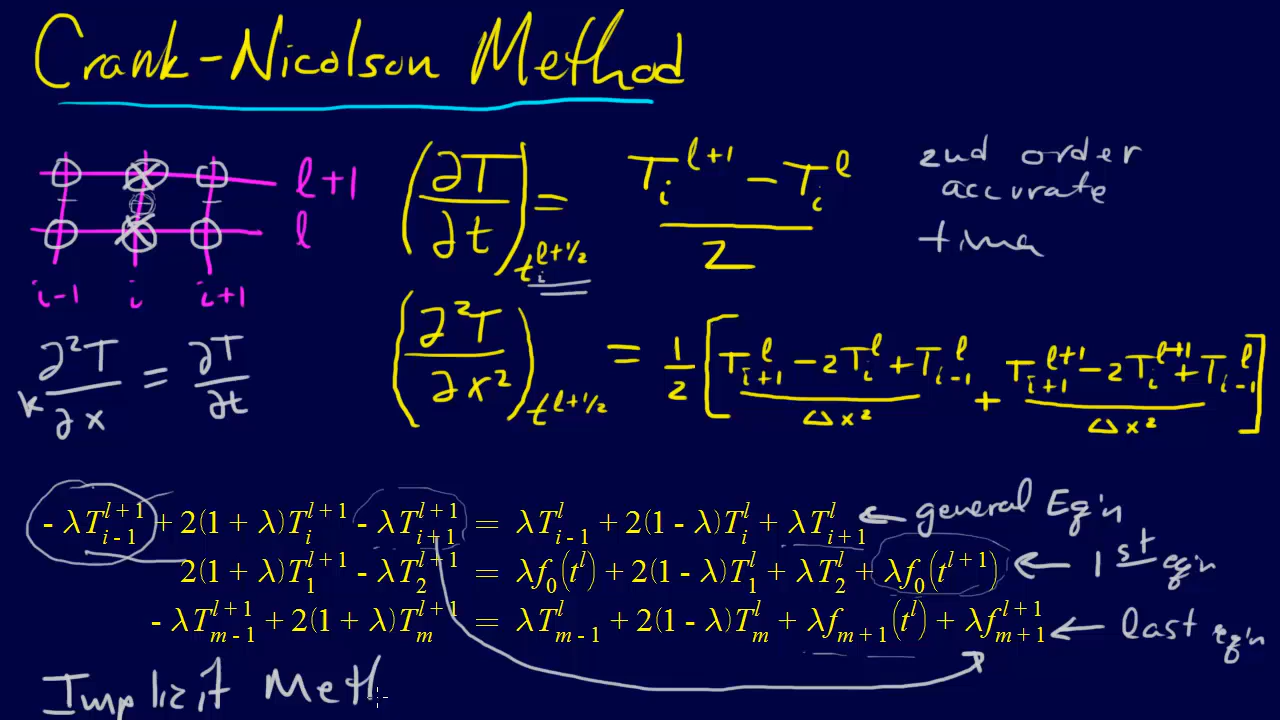 Crank-Nicolson Method
l+1
l
i-1 i i+1
k ∂²T/∂x = ∂T/∂t
(∂T/∂t)_{t_i^{l+1/2}} = (T_i^{l+1} - T_i^l)/2
2nd order
accurate
time
(∂²T/∂x²)_{t^{l+1/2}} = 1/2 [(T_{i+1}^l - 2T_i^l + T_{i-1}^l)/Δx² + (T_{i+1}^{l+1} - 2T_i^{l+1} + T_{i-1}^l)/Δx²]
-λT_{i-1}^{l+1} + 2(1+λ)T_i^{l+1} - λT_{i+1}^{l+1} = λT_{i-1}^l + 2(1-λ)T_i^l + λT_{i+1}^l ← general Eq'n
2(1+λ)T_1^{l+1} - λT_2^{l+1} = λf_0(t^l) + 2(1-λ)T_1^l + λT_2^l + λf_0(t^{l+1}) ← 1st eq'n
-λT_{m-1}^{l+1} + 2(1+λ)T_m^{l+1} = λT_{m-1}^l + 2(1-λ)T_m^l + λf_{m+1}(t^l) + λf_{m+1}^{l+1} ← last eq'n
Implicit Meth